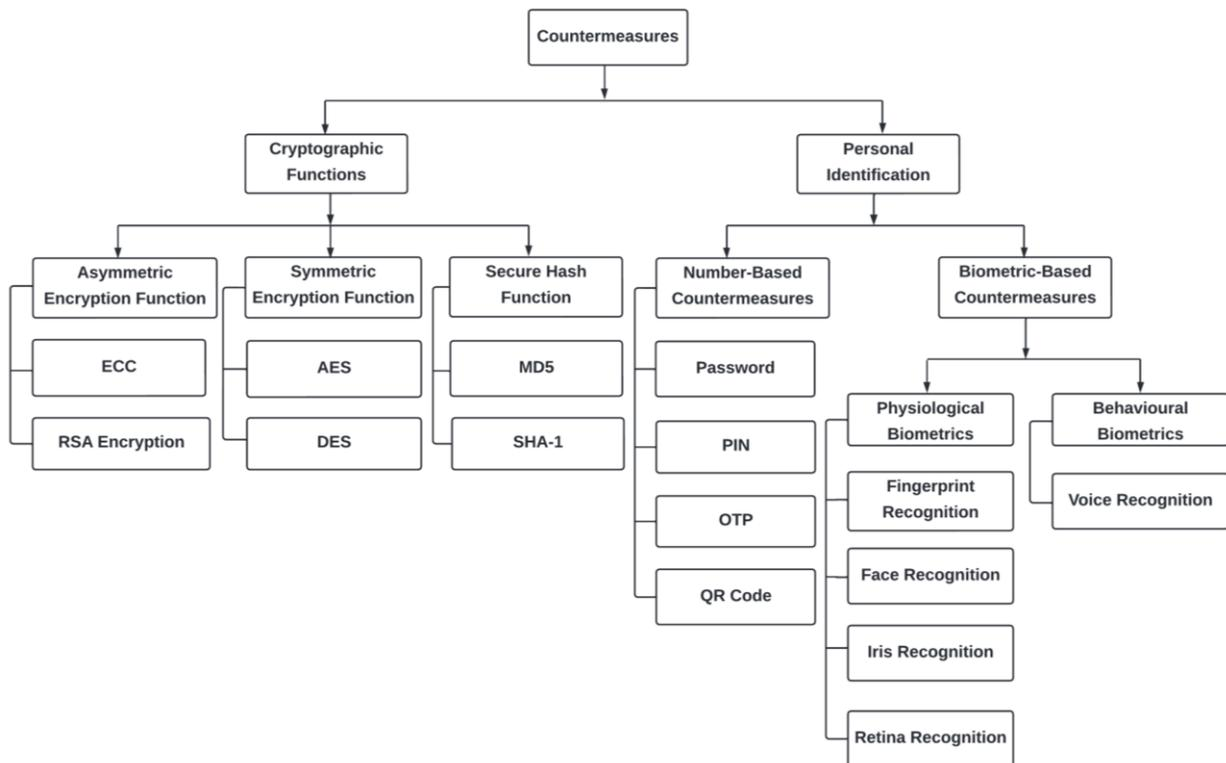 Countermeasures
Cryptographic
Functions
Personal
Identification
Asymmetric
Encryption Function
Symmetric
Encryption Function
Secure Hash
Function
Number-Based
Countermeasures
Biometric-Based
Countermeasures
ECC
AES
MD5
Password
RSA Encryption
DES
SHA-1
PIN
OTP
QR Code
Physiological
Biometrics
Behavioural
Biometrics
Fingerprint
Recognition
Voice Recognition
Face Recognition
Iris Recognition
Retina Recognition